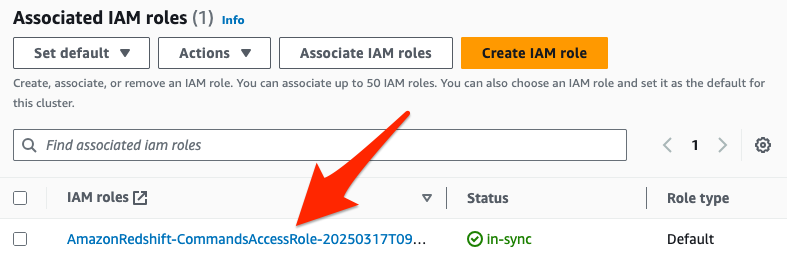 Associated IAM roles (1) Info
Set default Actions Associate IAM roles Create IAM role
Create, associate, or remove an IAM role. You can associate up to 50 IAM roles. You can also choose an IAM role and set it as the default for
this cluster.
Find associated iam roles 1
IAM roles Status Role type
AmazonRedshift-CommandsAccessRole-20250317T09... in-sync Default